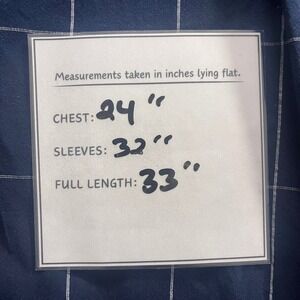 Measurements taken in inches lying flat.
CHEST: 24"
SLEEVES: 32"
FULL LENGTH: 33"